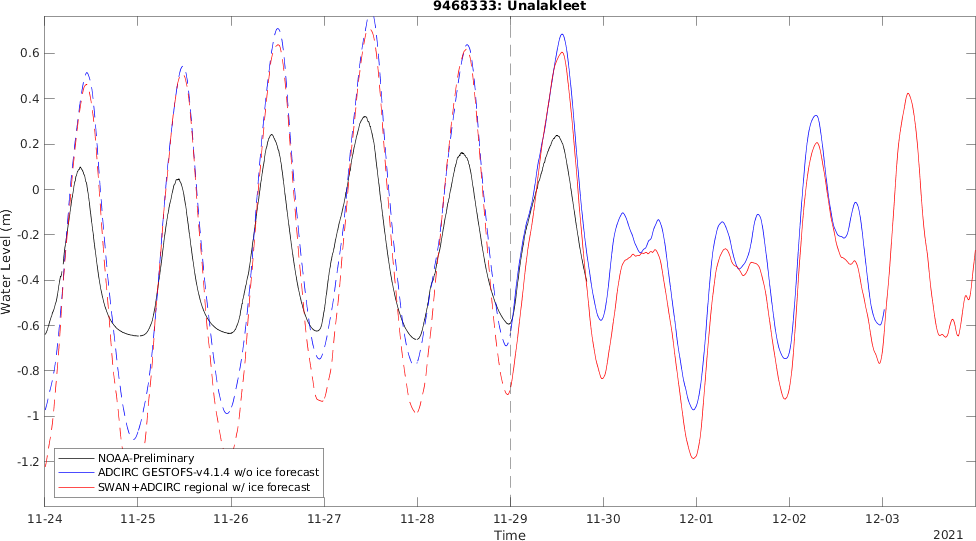 9468333: Unalakleet
Water Level (m)
0.6
0.4
0.2
0
-0.2
-0.4
-0.6
-0.8
-1
-1.2
NOAA-Preliminary
ADCIRC GESTOFS-v4.1.4 w/o ice forecast
SWAN+ADCIRC regional w/ ice forecast
11-24 11-25 11-26 11-27 11-28 11-29 11-30 12-01 12-02 12-03
Time
2021